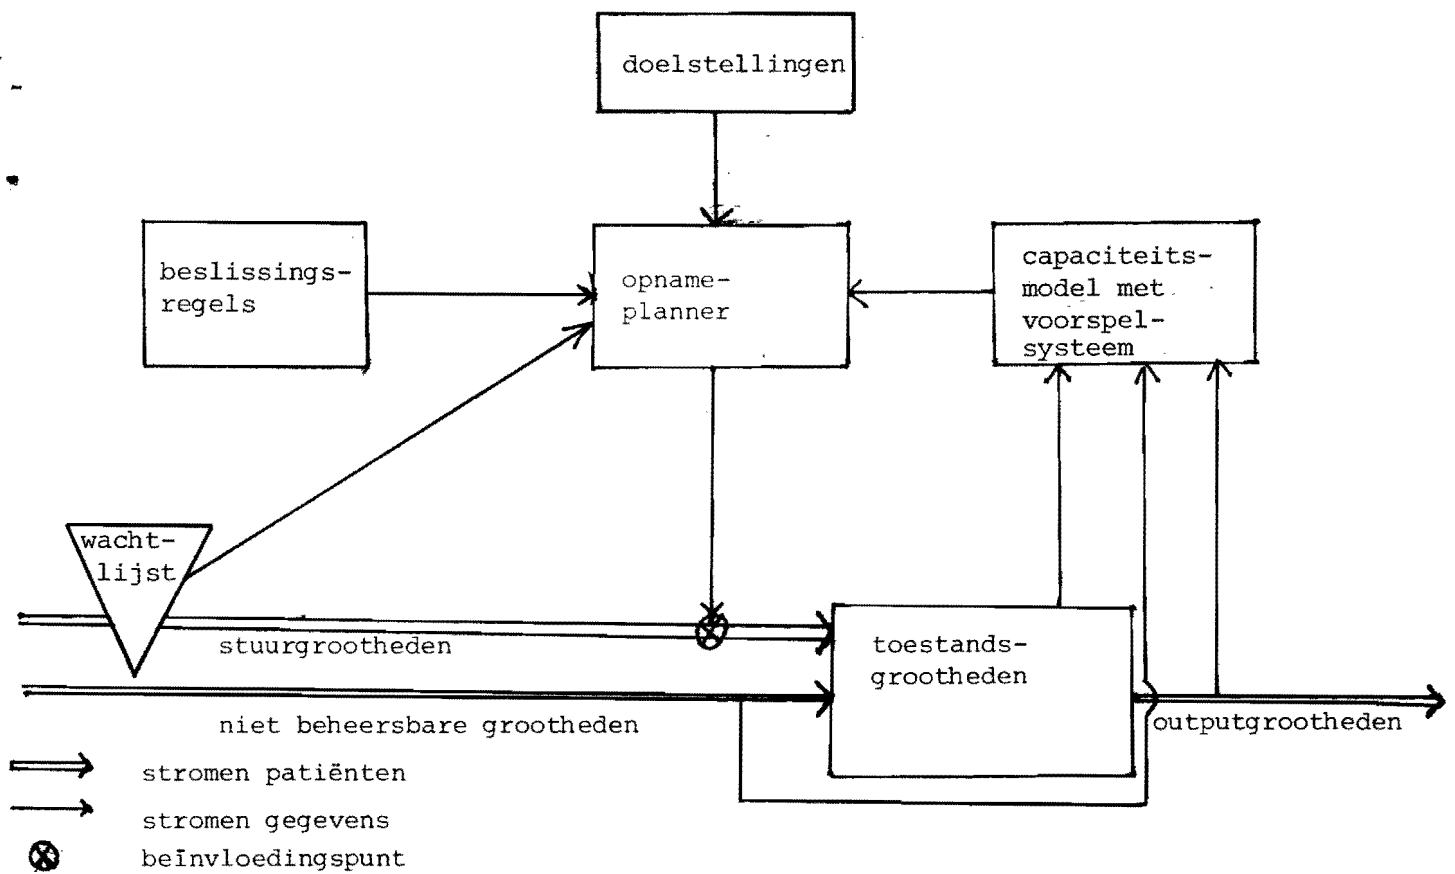 doelstellingen
beslissings-
regels
opname-
planner
capaciteits-
model met
voorspel-
systeem
wacht-
lijst
stuurgrootheden
toestands-
grootheden
niet beheersbare grootheden
outputgrootheden
stromen patiënten
stromen gegevens
beïnvloedingspunt